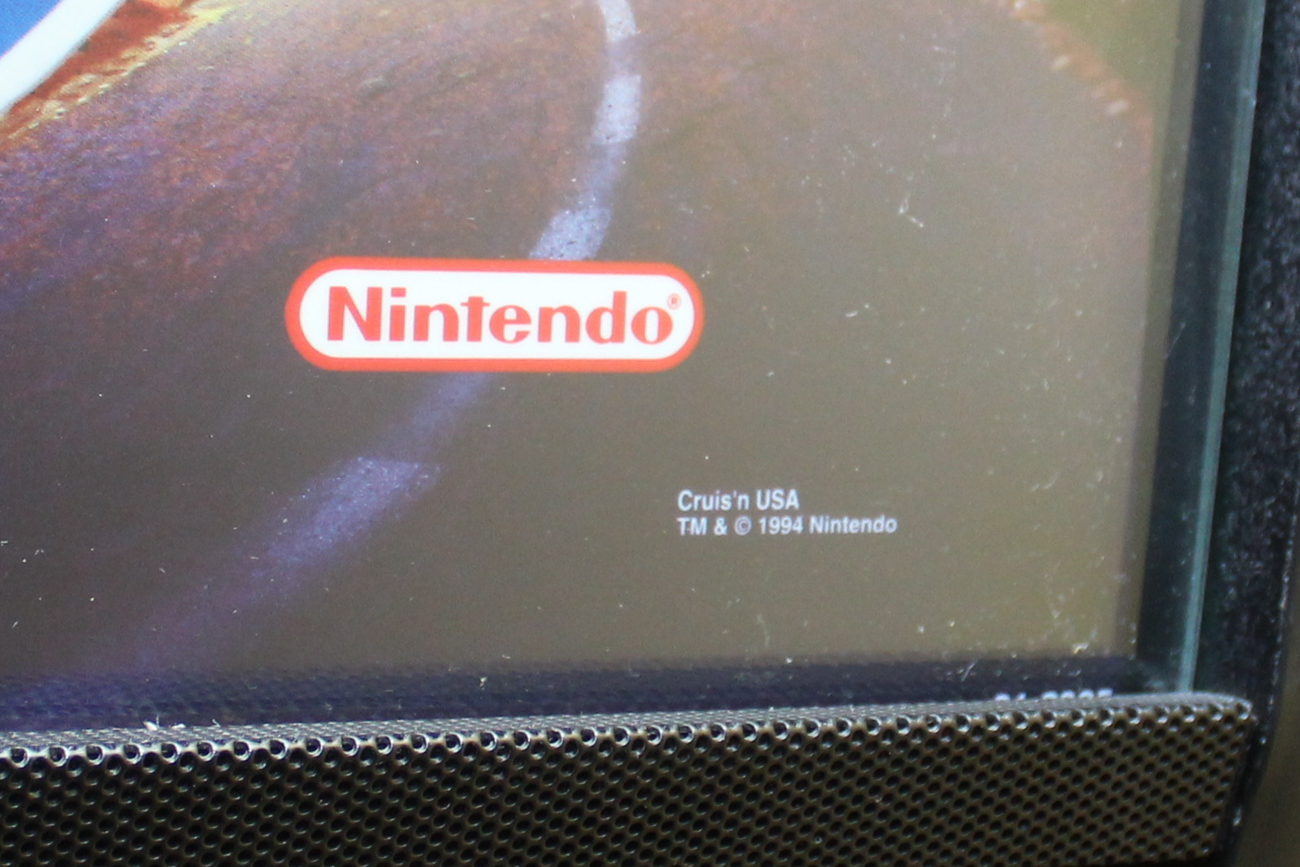 Nintendo®
Cruis'n USA
TM & © 1994 Nintendo